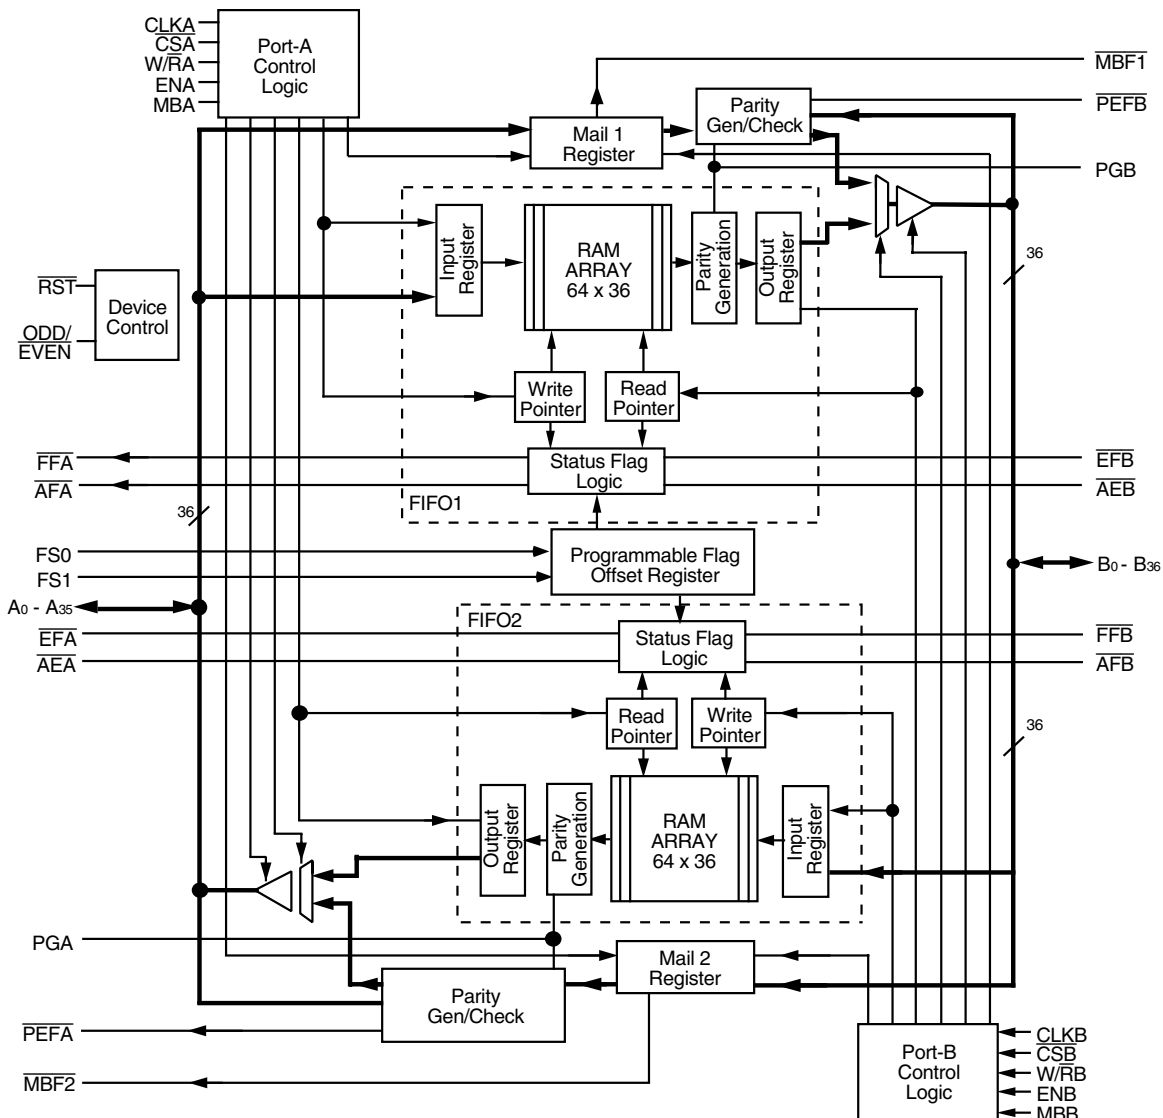 CLKA
CSA
W/RA
ENA
MBA
Port-A
Control
Logic
MBF1
Mail 1
Register
Parity
Gen/Check
PEFB
PGB
Input
Register
RAM
ARRAY
64 x 36
Parity
Generation
Output
Register
36
RST
ODD/
EVEN
Device
Control
Write
Pointer
Read
Pointer
FFA
AFA
Status Flag
Logic
EFB
AEB
FIFO1
36
FS0
FS1
Programmable Flag
Offset Register
A0 - A35
B0 - B36
FIFO2
EFA
AEA
Status Flag
Logic
FFB
AFB
Read
Pointer
Write
Pointer
36
Output
Register
Parity
Generation
RAM
ARRAY
64 x 36
Input
Register
PGA
Mail 2
Register
Parity
Gen/Check
PEFA
MBF2
Port-B
Control
Logic
CLKB
CSB
W/RB
ENB
MBB